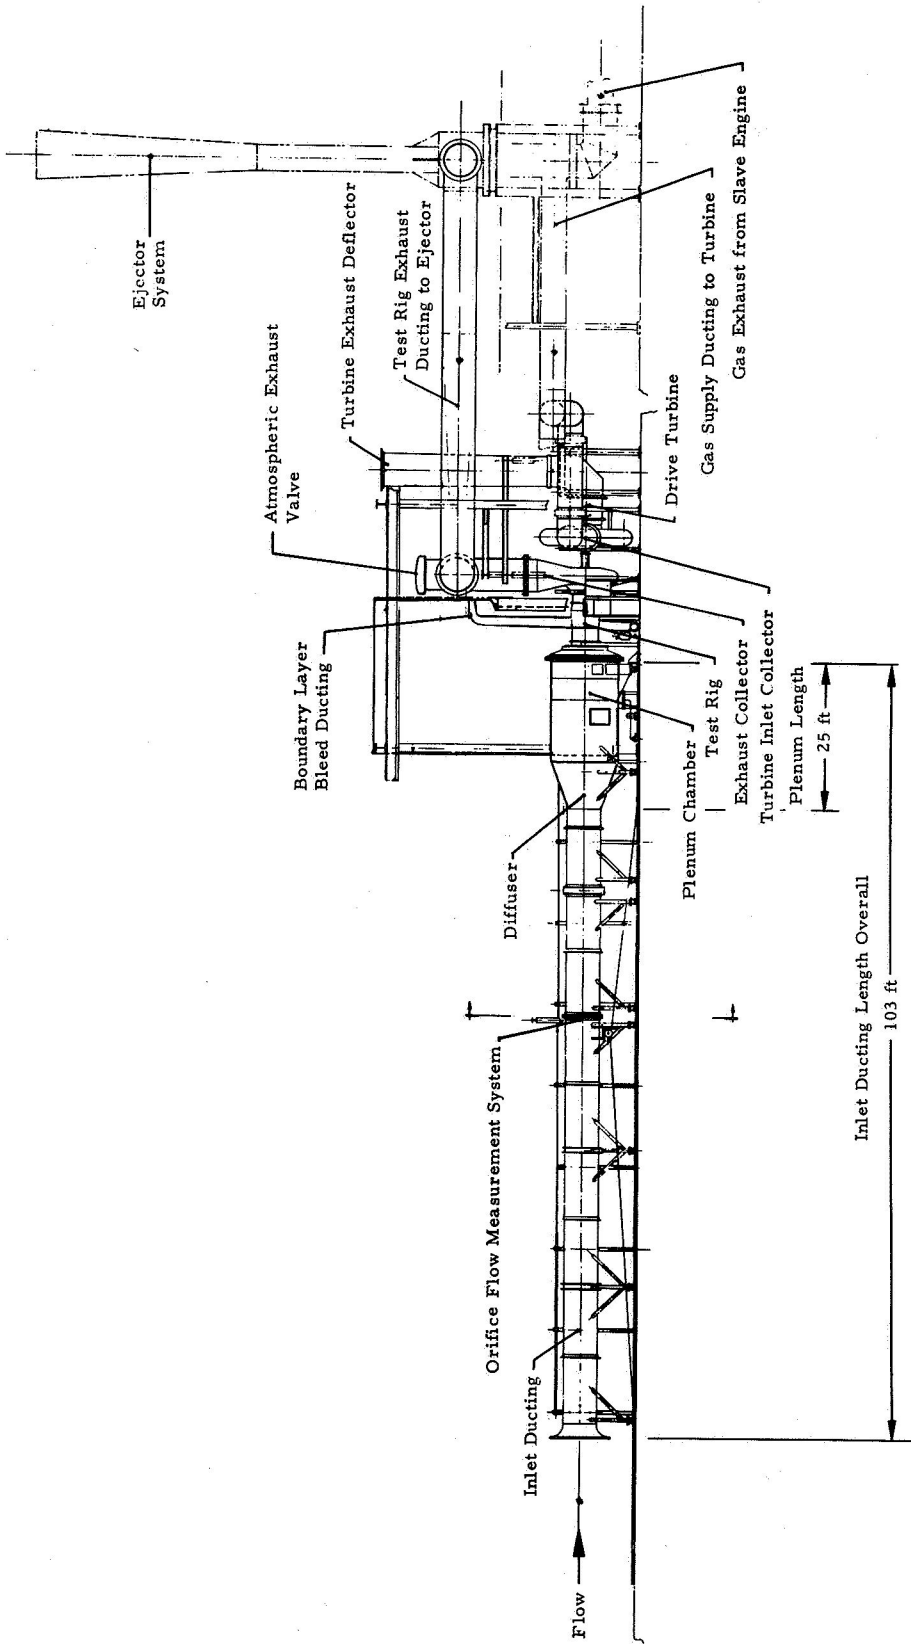 Ejector
System
Turbine Exhaust Deflector
Test Rig Exhaust
Ducting to Ejector
Atmospheric Exhaust
Valve
Boundary Layer
Bleed Ducting
Gas Exhaust from Slave Engine
Gas Supply Ducting to Turbine
Drive Turbine
Turbine Inlet Collector
Exhaust Collector
Test Rig
Plenum Chamber
Plenum Length
25 ft
Diffuser
Orifice Flow Measurement System
Inlet Ducting
Flow
Inlet Ducting Length Overall
103 ft